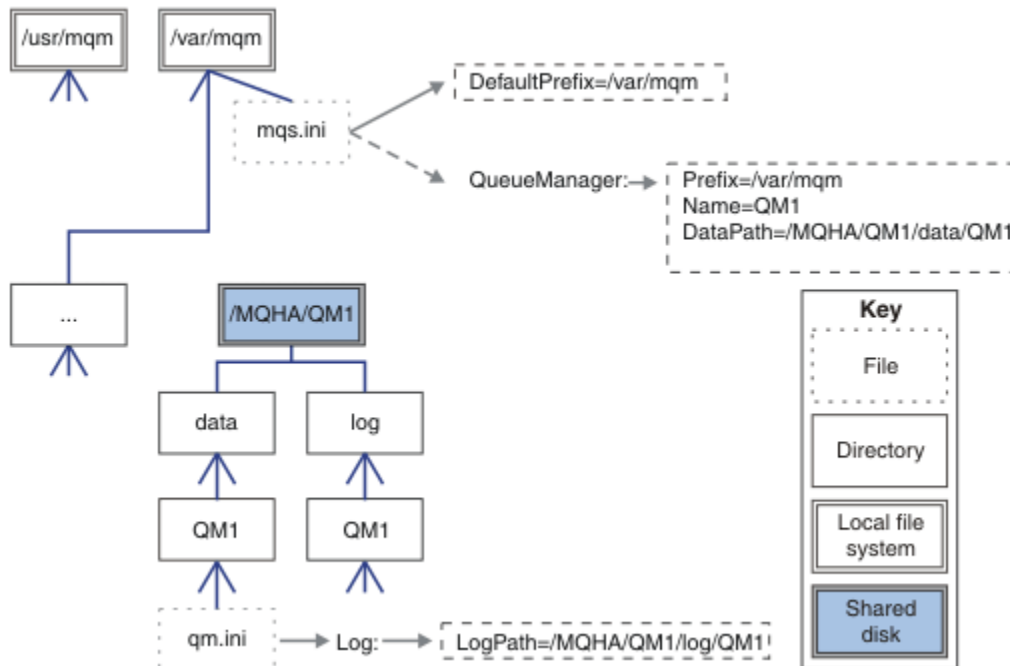 /usr/mqm
/var/mqm
mqs.ini
DefaultPrefix=/var/mqm
QueueManager:
Prefix=/var/mqm
Name=QM1
DataPath=/MQHA/QM1/data/QM1
...
/MQHA/QM1
data
log
QM1
QM1
qm.ini
Log:
LogPath=/MQHA/QM1/log/QM1
Key
File
Directory
Local file
system
Shared
disk